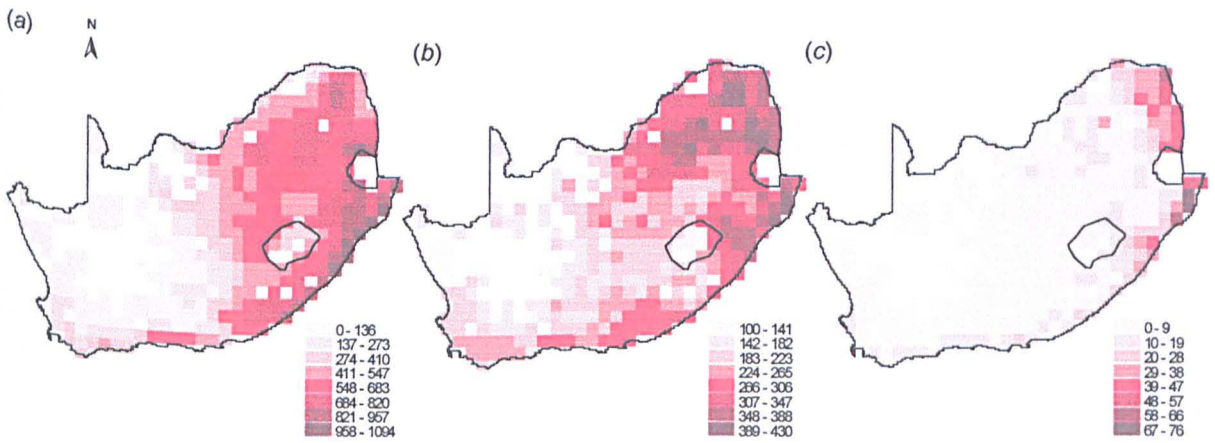 (a)
N
(b)
(c)
0 - 136
137 - 273
274 - 410
411 - 547
548 - 683
684 - 820
821 - 957
958 - 1094
100 - 141
142 - 182
183 - 223
224 - 265
266 - 306
307 - 347
348 - 388
389 - 430
0 - 9
10 - 19
20 - 28
29 - 38
39 - 47
48 - 57
58 - 66
67 - 76